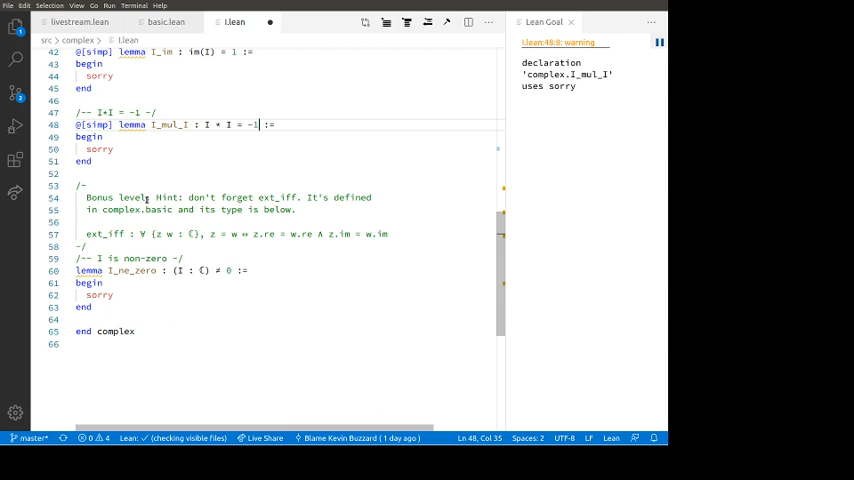 File Edit Selection View Go Run Terminal Help
livestream.lean basic.lean I.lean Lean Goal
src complex I.lean
42 @[simp] lemma I_im : im(I) = 1 :=
43 begin
44 sorry
45 end
46
47 /-- I*I = -1 -/
48 @[simp] lemma I_mul_I : I * I = -1 :=
49 begin
50 sorry
51 end
52
53 /-
54 Bonus level. Hint: don't forget ext_iff. It's defined
55 in complex.basic and its type is below.
56
57 ext_iff : ∀ {z w : ℂ}, z = w ↔ z.re = w.re ∧ z.im = w.im
58 -/
59 /-- I is non-zero -/
60 lemma I_ne_zero : (I : ℂ) ≠ 0 :=
61 begin
62 sorry
63 end
64
65 end complex
66
I.lean:48:8: warning
declaration
'complex.I_mul_I'
uses sorry
1
2
master* 0 4 Lean: ✓ (checking visible files) Live Share Blame Kevin Buzzard ( 1 day ago ) Ln 48, Col 35 Spaces: 2 UTF-8 LF Lean